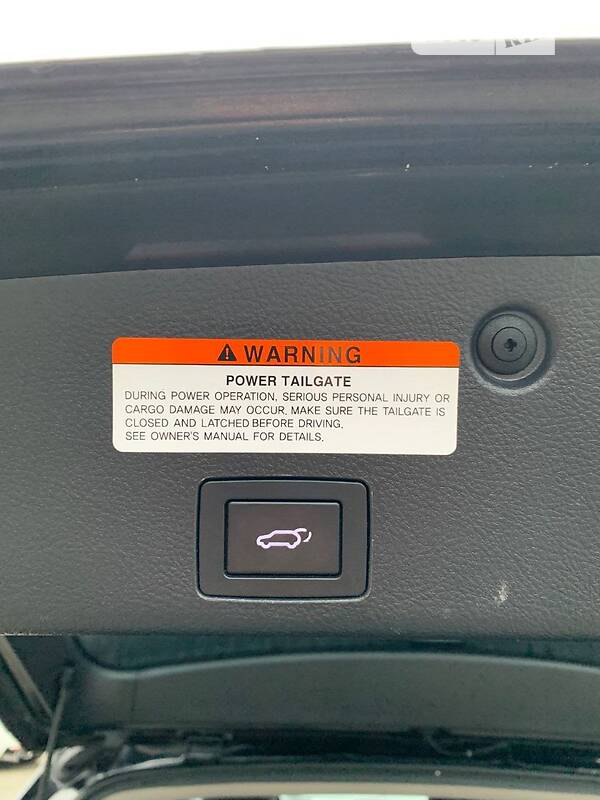 WARNING
POWER TAILGATE
DURING POWER OPERATION, SERIOUS PERSONAL INJURY OR
CARGO DAMAGE MAY OCCUR. MAKE SURE THE TAILGATE IS
CLOSED AND LATCHED BEFORE DRIVING.
SEE OWNER'S MANUAL FOR DETAILS.